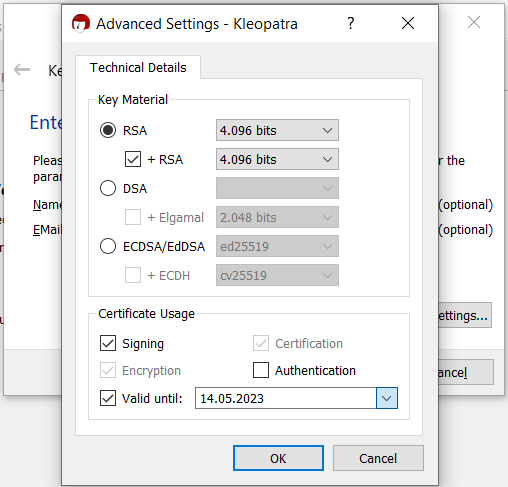 Advanced Settings - Kleopatra
Technical Details
Key Material
RSA 4.096 bits
+ RSA 4.096 bits
DSA
+ Elgamal 2.048 bits
ECDSA/EdDSA ed25519
+ ECDH cv25519
Certificate Usage
Signing Certification
Encryption Authentication
Valid until: 14.05.2023
OK Cancel
Ke
Ente
Pleas r the
para
Name (optional)
EMail (optional)
ettings...
ancel